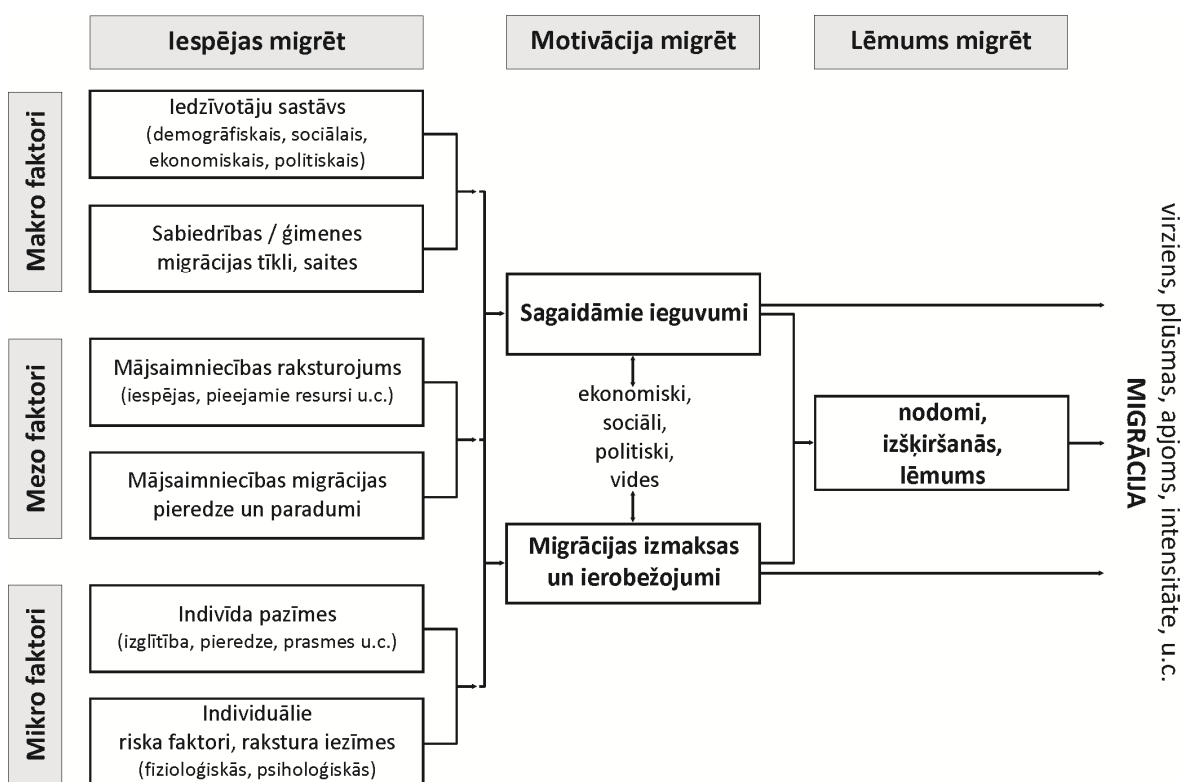 Iespējas migrēt
Motivācija migrēt
Lēmums migrēt
Makro faktori
Iedzīvotāju sastāvs
(demogrāfiskais, sociālais,
ekonomiskais, politiskais)
Sabiedrības / ģimenes
migrācijas tīkli, saites
Mezo faktori
Mājsaimniecības raksturojums
(iespējas, pieejamie resursi u.c.)
Mājsaimniecības migrācijas
pieredze un paradumi
Mikro faktori
Indivīda pazīmes
(izglītība, pieredze, prasmes u.c.)
Individuālie
riska faktori, rakstura iezīmes
(fizioloģiskās, psiholoģiskās)
Sagaidāmie ieguvumi
ekonomiski,
sociāli,
politiski,
vides
Migrācijas izmaksas
un ierobežojumi
nodomi,
izšķiršanās,
lēmums
MIGRĀCIJA
virziens, plūsmas, apjoms, intensitāte, u.c.